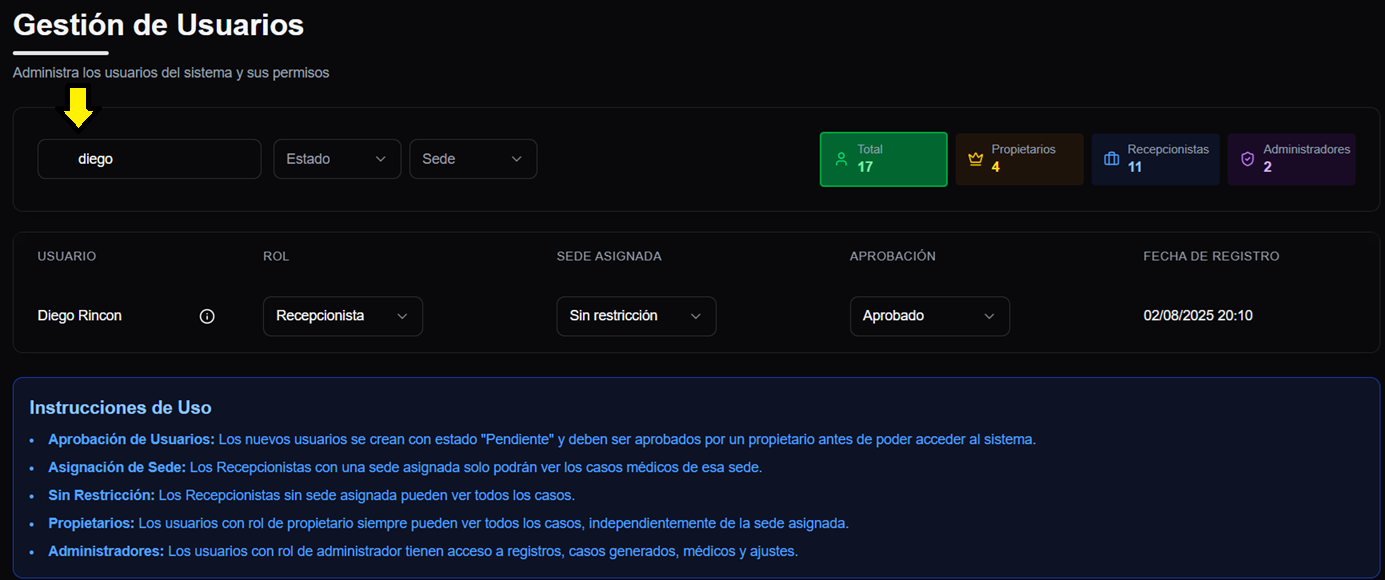 Gestión de Usuarios
Administra los usuarios del sistema y sus permisos
diego Estado Sede
Total Propietarios Recepcionistas Administradores
17 4 11 2
USUARIO ROL SEDE ASIGNADA APROBACIÓN FECHA DE REGISTRO
Diego Rincon Recepcionista Sin restricción Aprobado 02/08/2025 20:10
Instrucciones de Uso
• Aprobación de Usuarios: Los nuevos usuarios se crean con estado "Pendiente" y deben ser aprobados por un propietario antes de poder acceder al sistema.
• Asignación de Sede: Los Recepcionistas con una sede asignada solo podrán ver los casos médicos de esa sede.
• Sin Restricción: Los Recepcionistas sin sede asignada pueden ver todos los casos.
• Propietarios: Los usuarios con rol de propietario siempre pueden ver todos los casos, independientemente de la sede asignada.
• Administradores: Los usuarios con rol de administrador tienen acceso a registros, casos generados, médicos y ajustes.